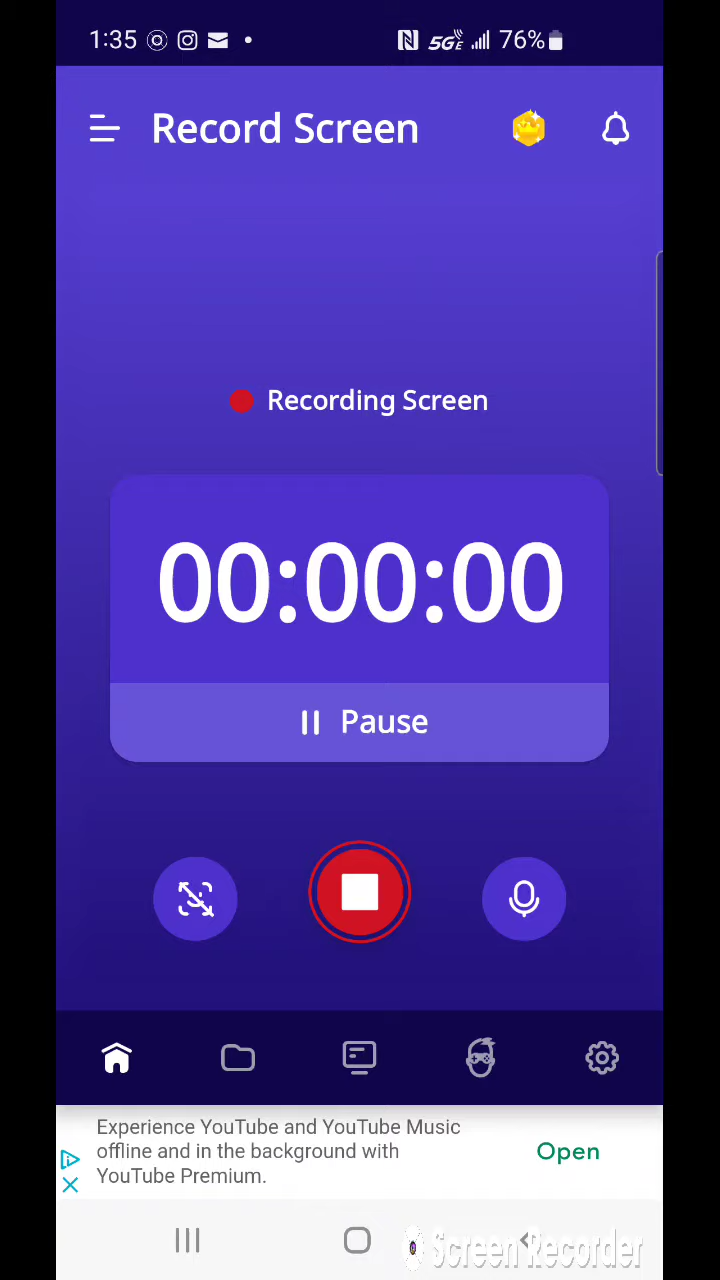 1:35
5GE
76%
Record Screen
Recording Screen
00:00:00
Pause
Experience YouTube and YouTube Music
offline and in the background with
YouTube Premium.
Open
Screen Recorder